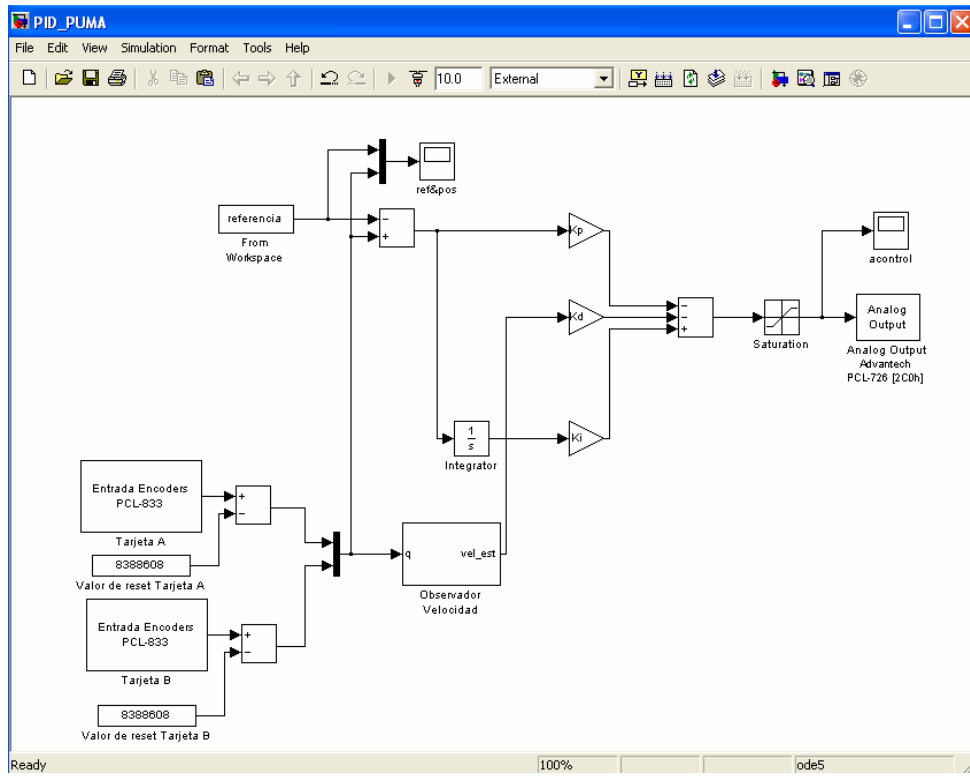 PID_PUMA
File Edit View Simulation Format Tools Help
10.0 External
ref&pos
referencia
From
Workspace
-
+
Kp
acontrol
Kd
-
-
+
Saturation
Analog
Output
Analog Output
Advantech
PCL-726 [2C0h]
1
s
Integrator
Ki
Entrada Encoders
PCL-833
+
-
Tarjeta A
8388608
Valor de reset Tarjeta A
q vel_est
Observador
Velocidad
Entrada Encoders
PCL-833
+
-
Tarjeta B
8388608
Valor de reset Tarjeta B
Ready 100% ode5